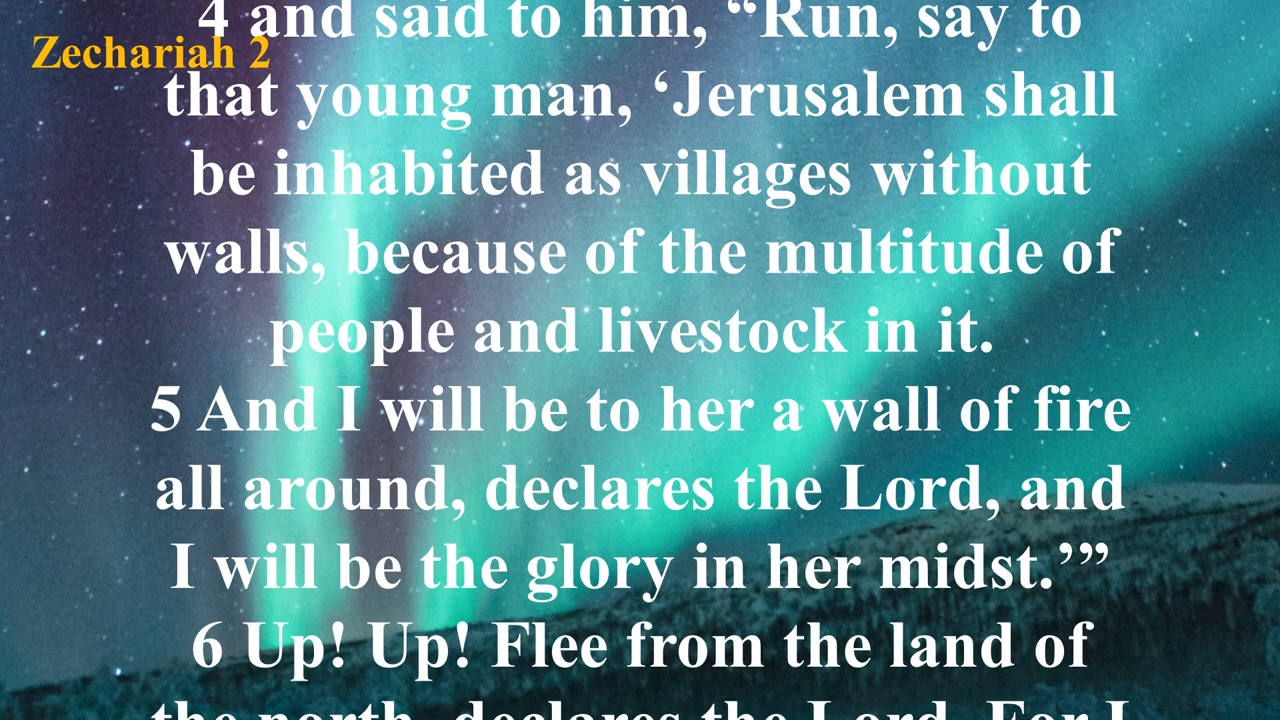 4 and said to him, “Run, say to
Zechariah 2
that young man, ‘Jerusalem shall
be inhabited as villages without
walls, because of the multitude of
people and livestock in it.
5 And I will be to her a wall of fire
all around, declares the Lord, and
I will be the glory in her midst.’”
6 Up! Up! Flee from the land of
the north, declares the Lord. For I